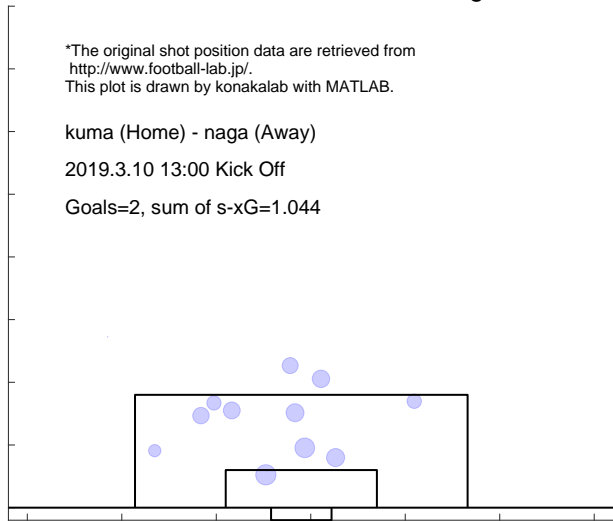 *The original shot position data are retrieved from
http://www.football-lab.jp/.
This plot is drawn by konakalab with MATLAB.
kuma (Home) - naga (Away)
2019.3.10 13:00 Kick Off
Goals=2, sum of s-xG=1.044